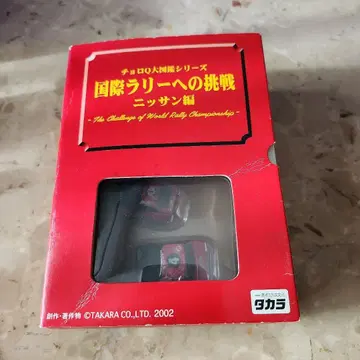 チョロQ大図鑑シリーズ
国際ラリーへの挑戦
ニッサン編
- The Challenge of World Rally Championship -
タカラ
創作・著作物 ©TAKARA CO.,LTD. 2002